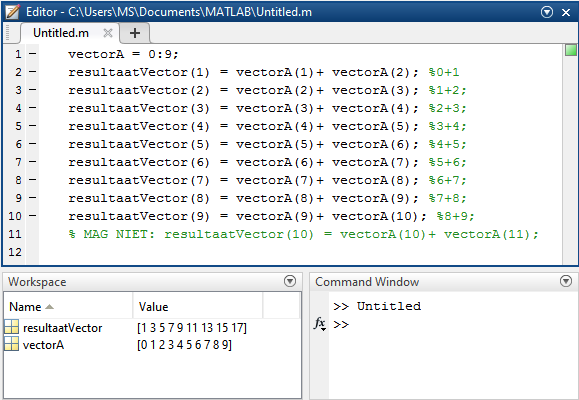 Editor - C:\Users\MS\Documents\MATLAB\Untitled.m
Untitled.m
1 - vectorA = 0:9;
2 - resultaatVector(1) = vectorA(1)+ vectorA(2); %0+1
3 - resultaatVector(2) = vectorA(2)+ vectorA(3); %1+2;
4 - resultaatVector(3) = vectorA(3)+ vectorA(4); %2+3;
5 - resultaatVector(4) = vectorA(4)+ vectorA(5); %3+4;
6 - resultaatVector(5) = vectorA(5)+ vectorA(6); %4+5;
7 - resultaatVector(6) = vectorA(6)+ vectorA(7); %5+6;
8 - resultaatVector(7) = vectorA(7)+ vectorA(8); %6+7;
9 - resultaatVector(8) = vectorA(8)+ vectorA(9); %7+8;
10 - resultaatVector(9) = vectorA(9)+ vectorA(10); %8+9;
11 % MAG NIET: resultaatVector(10) = vectorA(10)+ vectorA(11);
Workspace
Name Value
resultaatVector [1 3 5 7 9 11 13 15 17]
vectorA [0 1 2 3 4 5 6 7 8 9]
Command Window
>> Untitled
fx >>